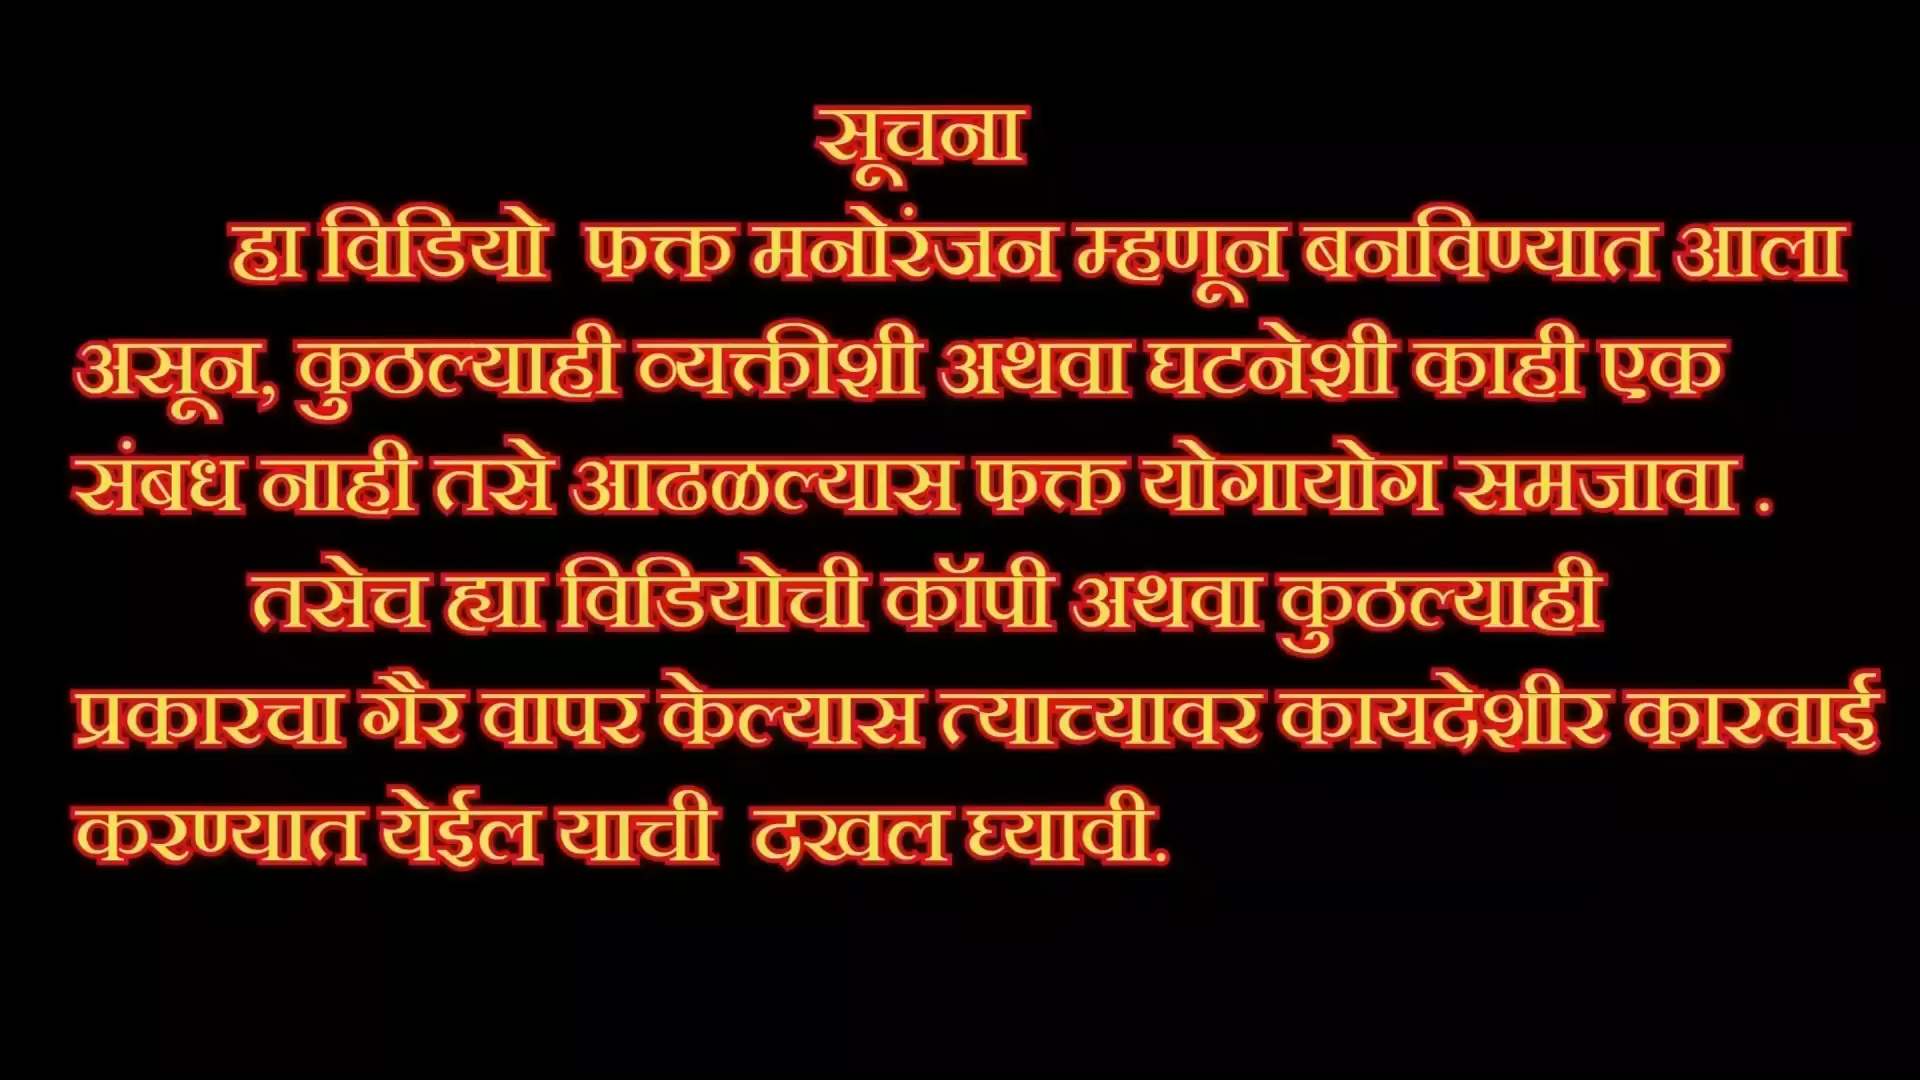 सूचना
हा विडियो फक्त मनोरंजन म्हणून बनविण्यात आला
असून, कुठल्याही व्यक्तीशी अथवा घटनेशी काही एक
संबध नाही तसे आढळल्यास फक्त योगायोग समजावा .
तसेच ह्या विडियोची कॉपी अथवा कुठल्याही
प्रकारचा गैर वापर केल्यास त्याच्यावर कायदेशीर कारवाई
करण्यात येईल याची दखल घ्यावी.